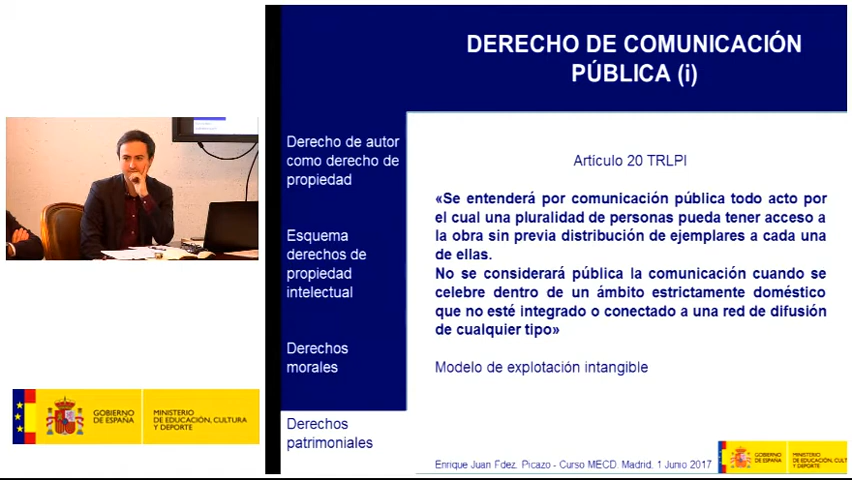 DERECHO DE COMUNICACIÓN
PÚBLICA (i)
Derecho de autor
como derecho de
propiedad
Esquema
derechos de
propiedad
intelectual
Derechos
morales
Derechos
patrimoniales
Artículo 20 TRLPI
«Se entenderá por comunicación pública todo acto por
el cual una pluralidad de personas pueda tener acceso a
la obra sin previa distribución de ejemplares a cada una
de ellas.
No se considerará pública la comunicación cuando se
celebre dentro de un ámbito estrictamente doméstico
que no esté integrado o conectado a una red de difusión
de cualquier tipo»
Modelo de explotación intangible
Enrique Juan Fdez. Picazo - Curso MECD. Madrid. 1 Junio 2017
GOBIERNO
DE ESPAÑA
MINISTERIO
DE EDUCACIÓN, CULT
Y DEPORTE
GOBIERNO
DE ESPAÑA
MINISTERIO
DE EDUCACIÓN, CULTURA
Y DEPORTE